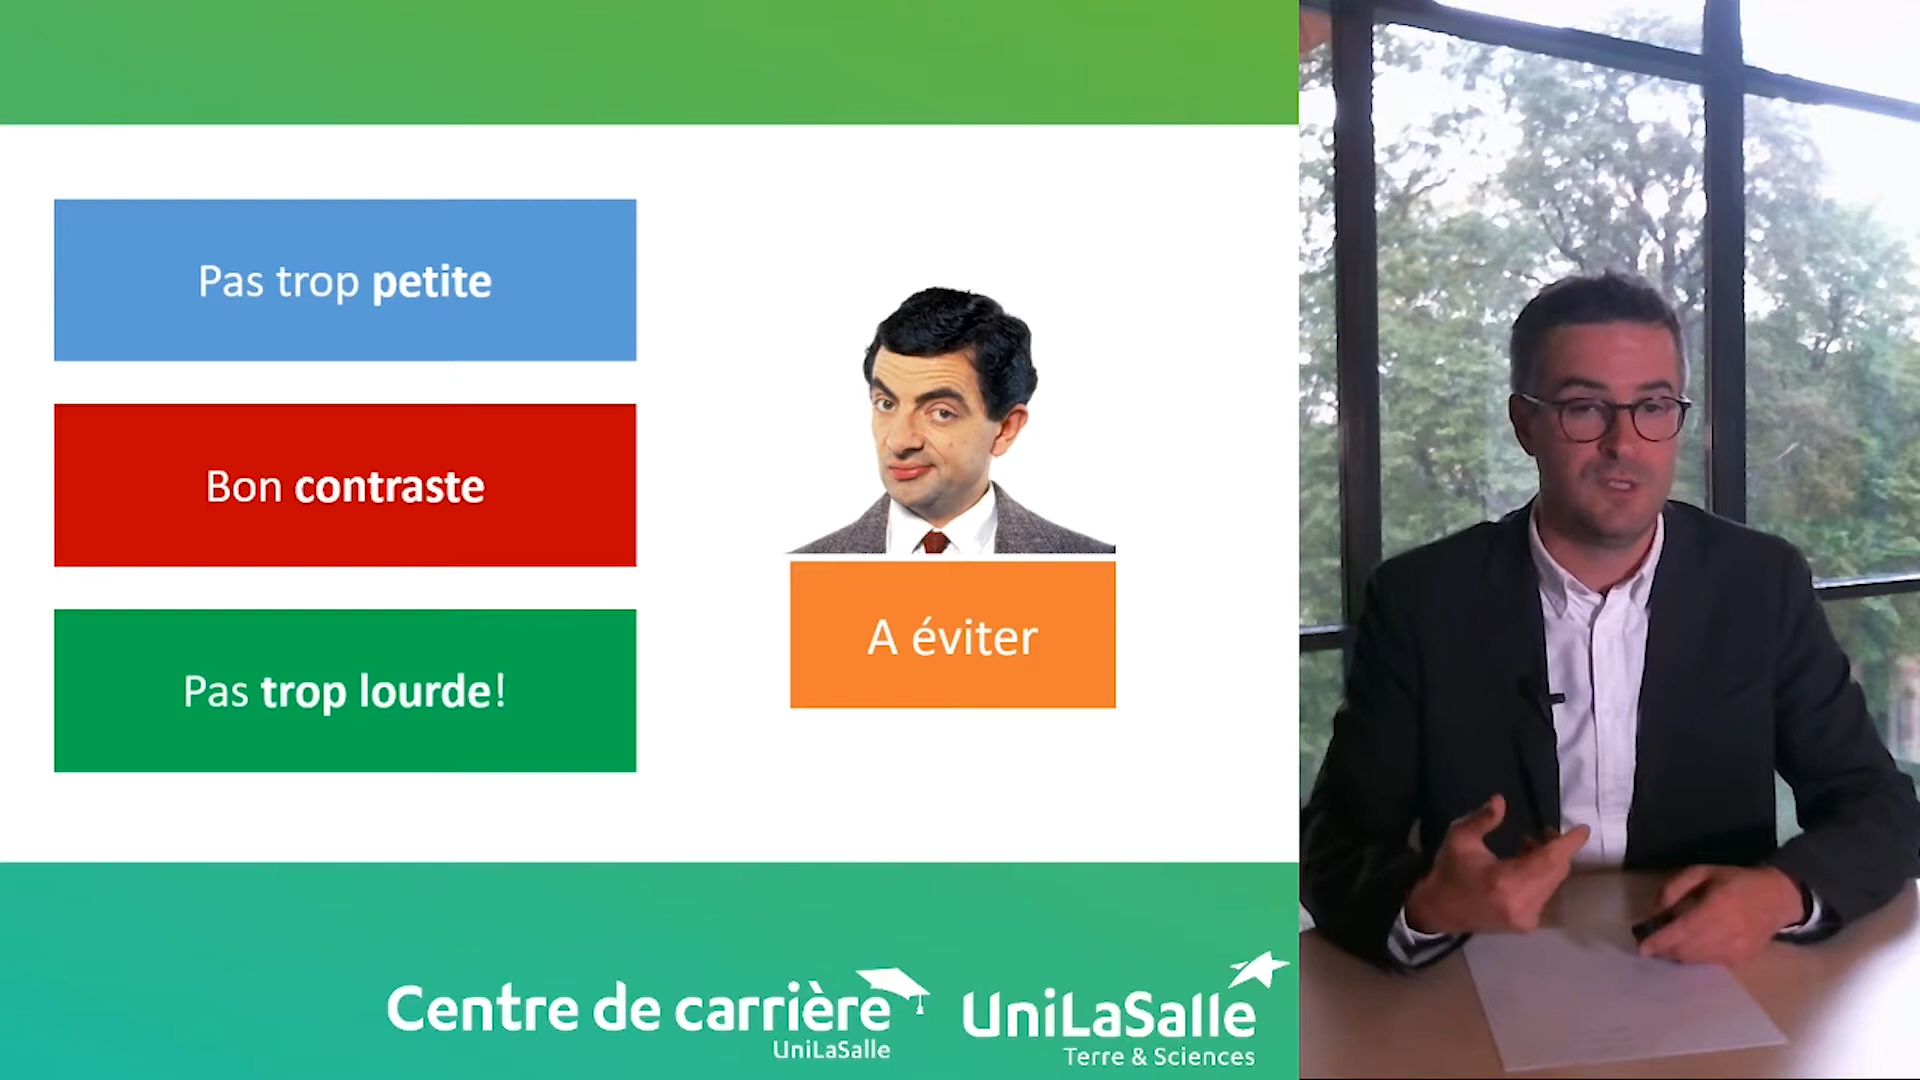 Pas trop petite
Bon contraste
Pas trop lourde!
A éviter
Centre de carrière
UniLaSalle
UniLaSalle
Terre & Sciences